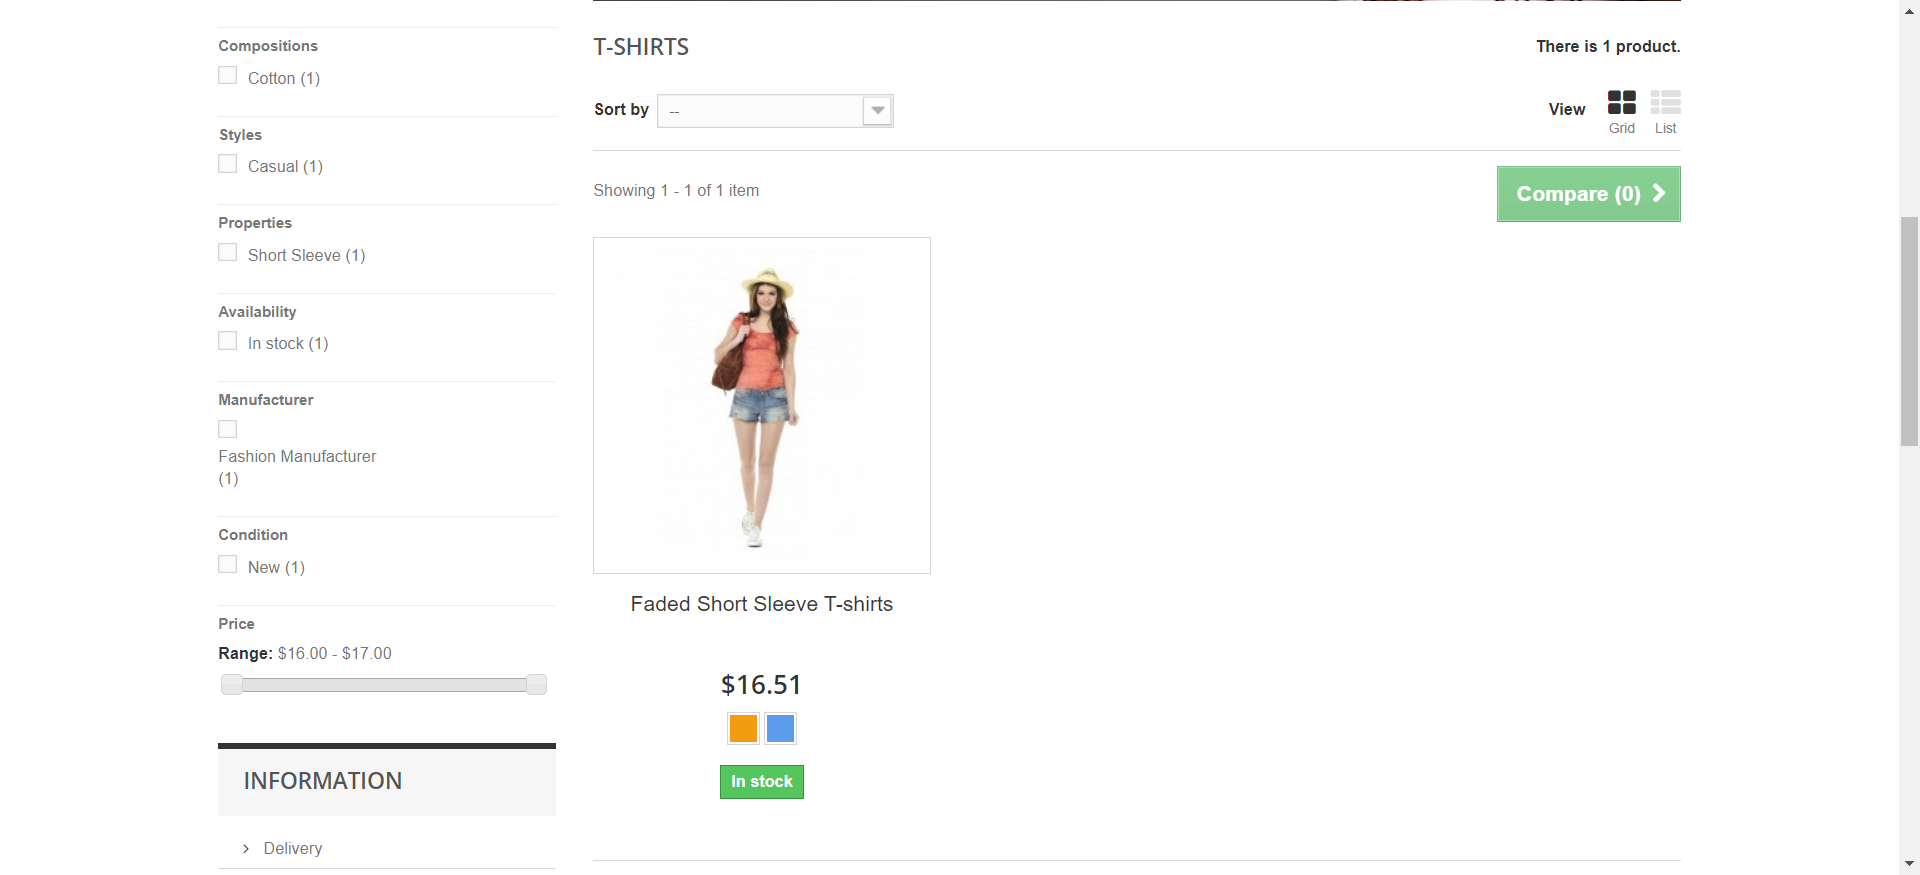 Compositions
Cotton (1)
Styles
Casual (1)
Properties
Short Sleeve (1)
Availability
In stock (1)
Manufacturer
Fashion Manufacturer
(1)
Condition
New (1)
Price
Range: $16.00 - $17.00
INFORMATION
Delivery
T-SHIRTS
There is 1 product.
Sort by --
View
Grid List
Showing 1 - 1 of 1 item
Compare (0)
Faded Short Sleeve T-shirts
$16.51
In stock